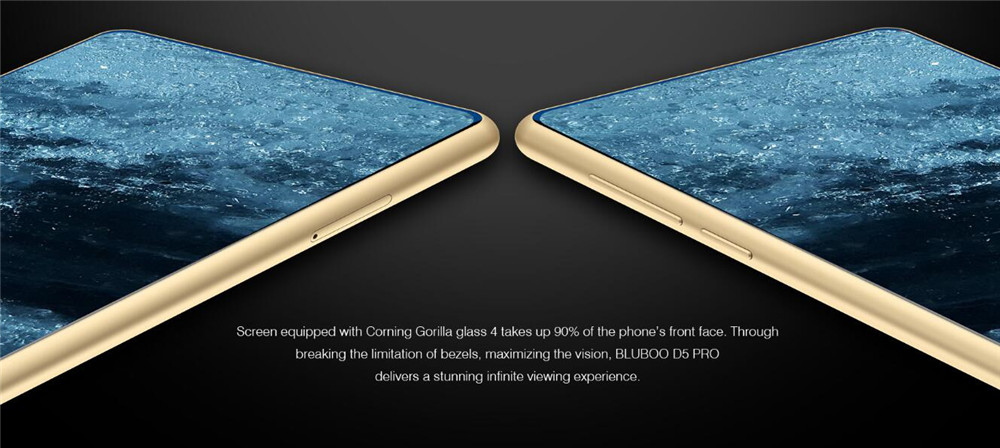 Screen equipped with Corning Gorilla glass 4 takes up 90% of the phone's front face. Through
breaking the limitation of bezels, maximizing the vision, BLUBOO D5 PRO
delivers a stunning infinite viewing experience.